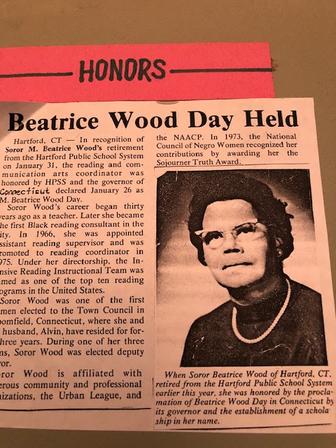 HONORS
Beatrice Wood Day Held
Hartford, CT — In recognition of
Soror M. Beatrice Wood's retirement
from the Hartford Public School System
on January 31, the reading and com-
munication arts coordinator was
honored by HPSS and the governor of
Connecticut declared January 26 as
M. Beatrice Wood Day.
Soror Wood's career began thirty
years ago as a teacher. Later she became
the first Black reading consultant in the
city. In 1966, she was appointed
assistant reading supervisor and was
promoted to reading coordinator in
1975. Under her directorship, the In-
tensive Reading Instructional Team was
named as one of the top ten reading
programs in the United States.
Soror Wood was one of the first
women elected to the Town Council in
Bloomfield, Connecticut, where she and
husband, Alvin, have resided for for-
three years. During one of her three
ms, Soror Wood was elected deputy
or.
oror Wood is affiliated with
erous community and professional
nizations, the Urban League, and
the NAACP. In 1973, the National
Council of Negro Women recognized her
contributions by awarding her the
Sojourner Truth Award.
When Soror Beatrice Wood of Hartford, CT,
retired from the Hartford Public School System
earlier this year, she was honored by the procla-
mation of Beatrice Wood Day in Connecticut by
its governor and the establishment of a schola
ship in her name.